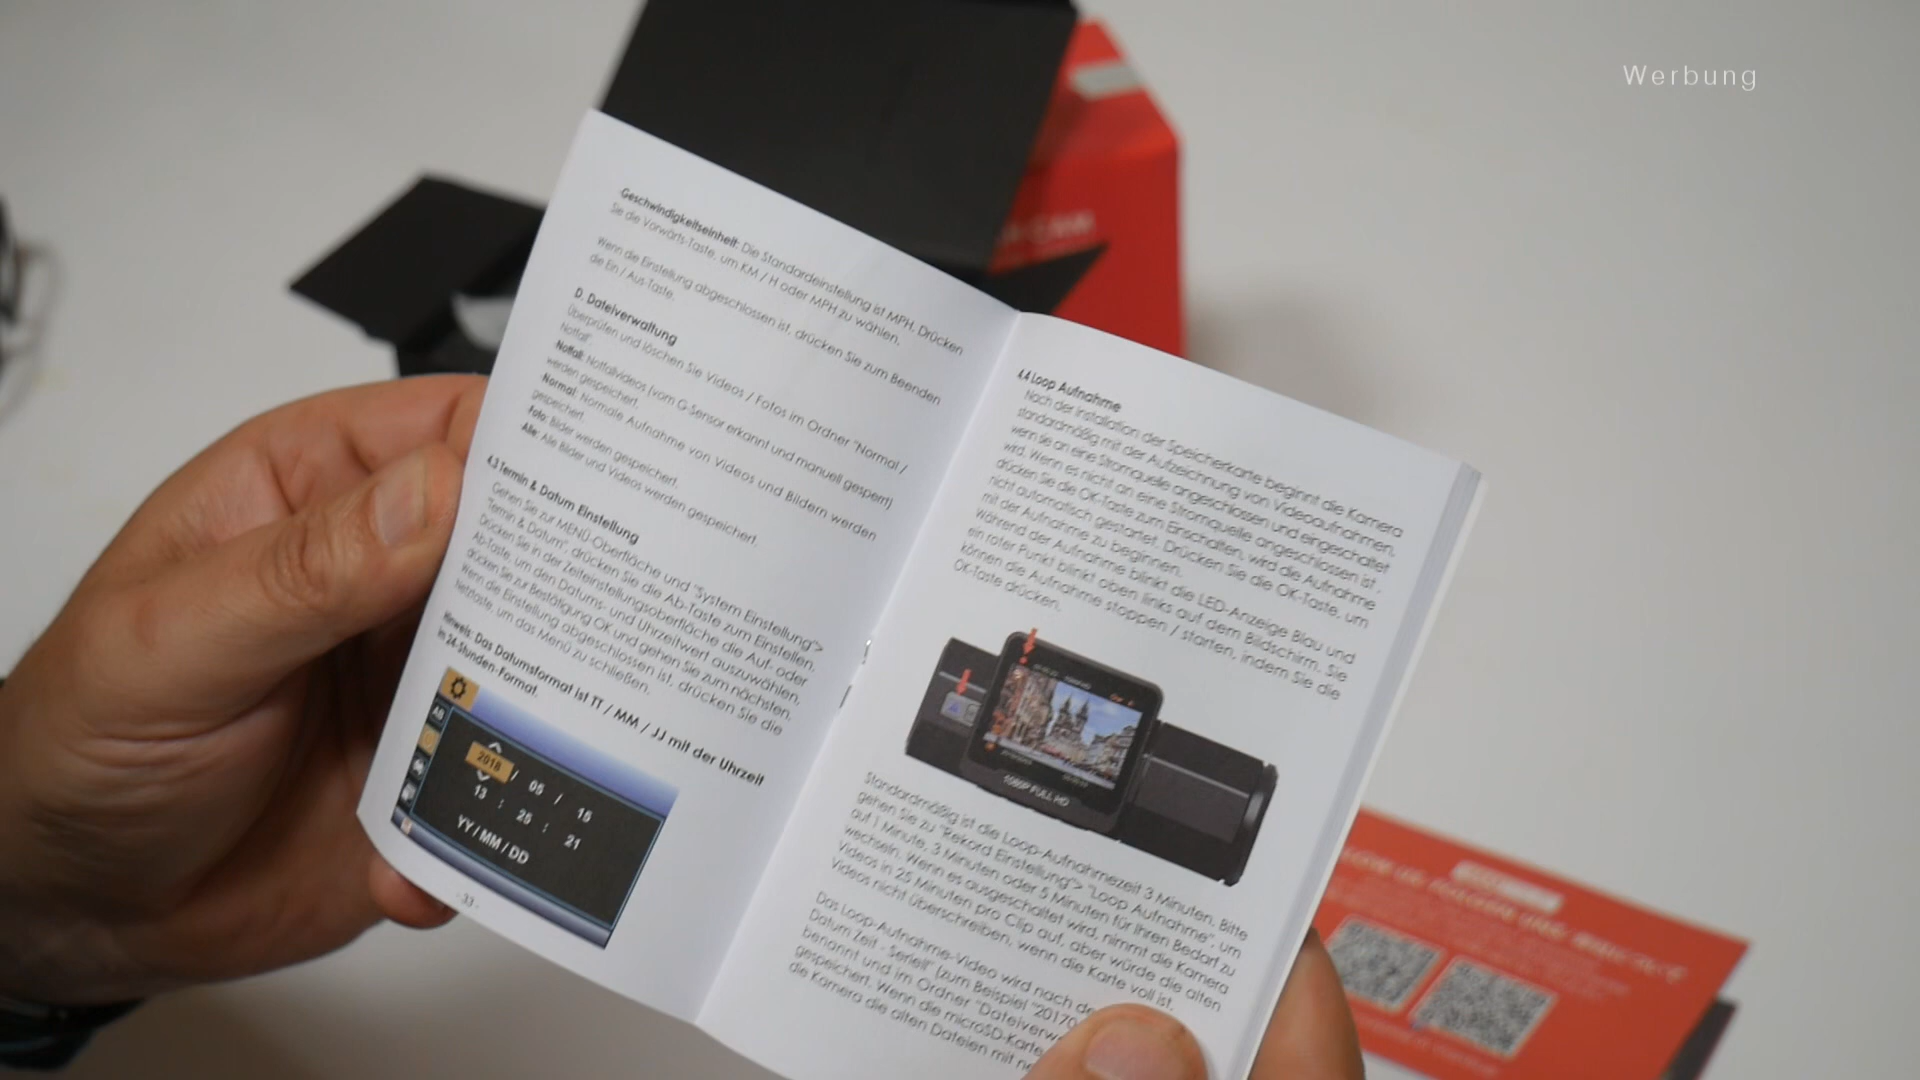 Werbung
Geschwindigkeitseinheit: Die Standardeinstellung ist MPH. Drücken
Sie die Vorwärts-Taste, um KM / H oder MPH zu wählen.
Wenn die Einstellung abgeschlossen ist, drücken Sie zum Beenden
die Ein / Aus-Taste.
D. Dateiverwaltung
Überprüfen und löschen Sie Videos / Fotos im Ordner "Normal /
Notfall".
Notfall: Notfallvideos (vom G-Sensor erkannt und manuell gesperrt)
werden gespeichert.
Normal: Normale Aufnahme von Videos und Bildern werden
gespeichert.
Foto: Bilder werden gespeichert.
Alle: Alle Bilder und Videos werden gespeichert.
4.3 Termin & Datum Einstellung
Gehen Sie zur MENÜ-Oberfläche und "System Einstellung">
"Termin & Datum", drücken Sie die Ab-Taste zum Einstellen.
Drücken Sie in der Zeiteinstellungsoberfläche die Auf- oder
Ab-Taste, um den Datums- und Uhrzeitwert auszuwählen,
drücken Sie zur Bestätigung OK und gehen Sie zum nächsten.
Wenn die Einstellung abgeschlossen ist, drücken Sie die
Netztaste, um das Menü zu schließen.
Hinweis: Das Datumsformat ist TT / MM / JJ mit der Uhrzeit
im 24-Stunden-Format.
2018 / 05 / 15
13 : 25 : 21
YY / MM / DD
- 33 -
4.4 Loop Aufnahme
Nach der Installation der Speicherkarte beginnt die Kamera
standardmäßig mit der Aufzeichnung von Videoaufnahmen,
wenn sie an eine Stromquelle angeschlossen und eingeschaltet
wird. Wenn es nicht an eine Stromquelle angeschlossen ist,
drücken Sie die OK-Taste zum Einschalten, wird die Aufnahme
nicht automatisch gestartet. Drücken Sie die OK-Taste, um
mit der Aufnahme zu beginnen.
Während der Aufnahme blinkt die LED-Anzeige Blau und
ein roter Punkt blinkt oben links auf dem Bildschirm. Sie
können die Aufnahme stoppen / starten, indem Sie die
OK-Taste drücken.
1080P FULL HD
Standardmäßig ist die Loop-Aufnahmezeit 3 Minuten. Bitte
gehen Sie zu "Rekord Einstellung"> "Loop Aufnahme", um
auf 1 Minute, 3 Minuten oder 5 Minuten für Ihren Bedarf zu
wechseln. Wenn es ausgeschaltet wird, nimmt die Kamera
Videos in 25 Minuten pro Clip auf, aber würde die alten
Videos nicht überschreiben, wenn die Karte voll ist.
Das Loop-Aufnahme-Video wird nach de
Datum Zeit - Seriell" (zum Beispiel "20170
benannt und im Ordner "Dateiverw
gespeichert. Wenn die microSD-Karte
die Kamera die alten Dateien mit ne